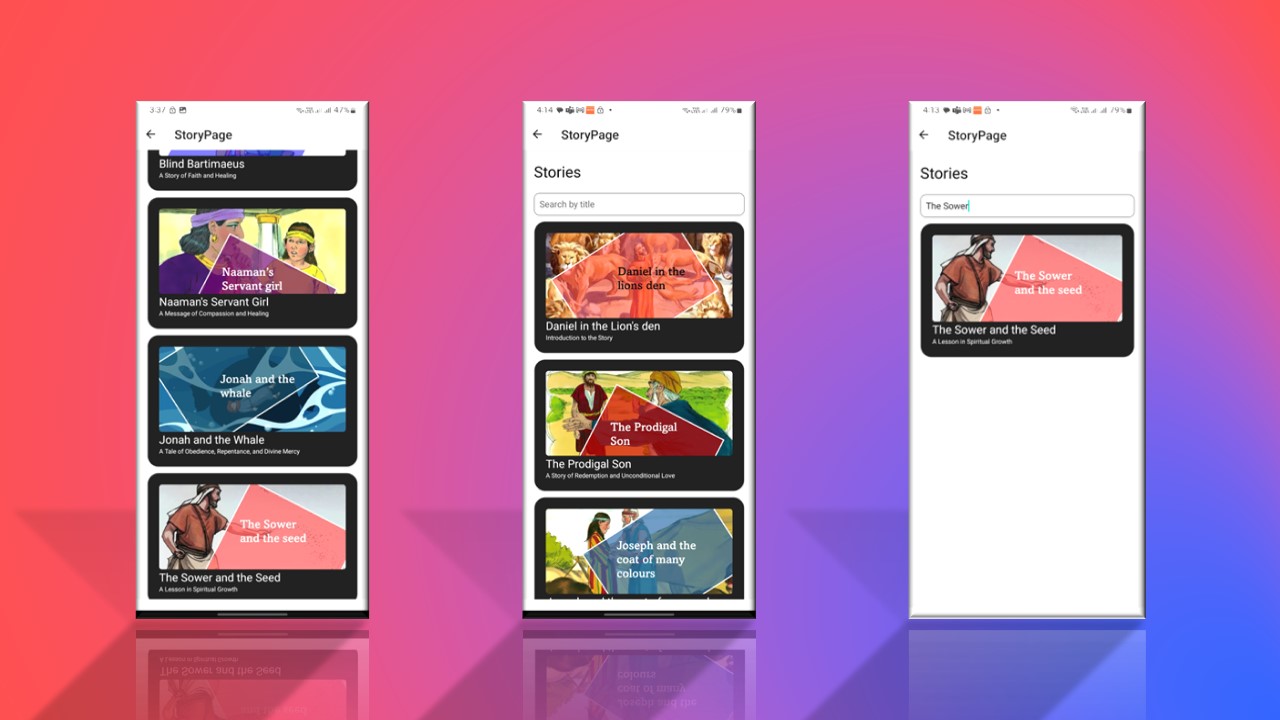 3:37
47%
StoryPage
Blind Bartimaeus
A Story of Faith and Healing
Naaman's
Servant girl
Naaman's Servant Girl
A Message of Compassion and Healing
Jonah and the
whale
Jonah and the Whale
A Tale of Obedience, Repentance, and Divine Mercy
The Sower
and the seed
The Sower and the Seed
A Lesson in Spiritual Growth
4:14
79%
StoryPage
Stories
Search by title
Daniel in the
lions den
Daniel in the Lion's den
Introduction to the Story
The Prodigal
Son
The Prodigal Son
A Story of Redemption and Unconditional Love
Joseph and the
coat of many
colours
4:13
79%
StoryPage
Stories
The Sower
The Sower
and the seed
The Sower and the Seed
A Lesson in Spiritual Growth